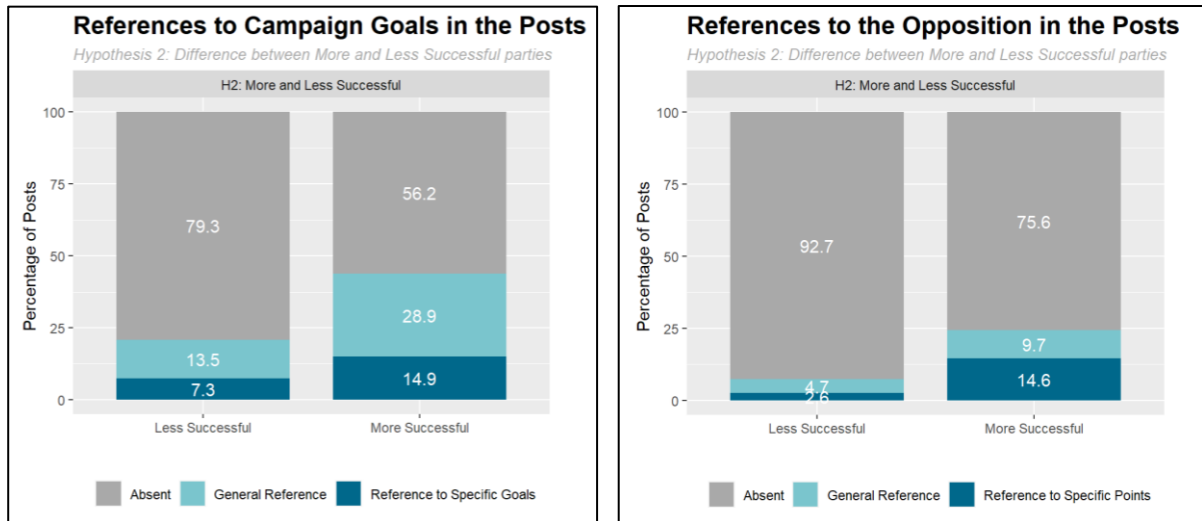 References to Campaign Goals in the Posts
Hypothesis 2: Difference between More and Less Successful parties
H2: More and Less Successful
Percentage of Posts
100
75
50
25
0
79.3
13.5
7.3
56.2
28.9
14.9
Less Successful
More Successful
Absent
General Reference
Reference to Specific Goals
References to the Opposition in the Posts
Hypothesis 2: Difference between More and Less Successful parties
H2: More and Less Successful
Percentage of Posts
100
75
50
25
0
92.7
4.7
2.6
75.6
9.7
14.6
Less Successful
More Successful
Absent
General Reference
Reference to Specific Points